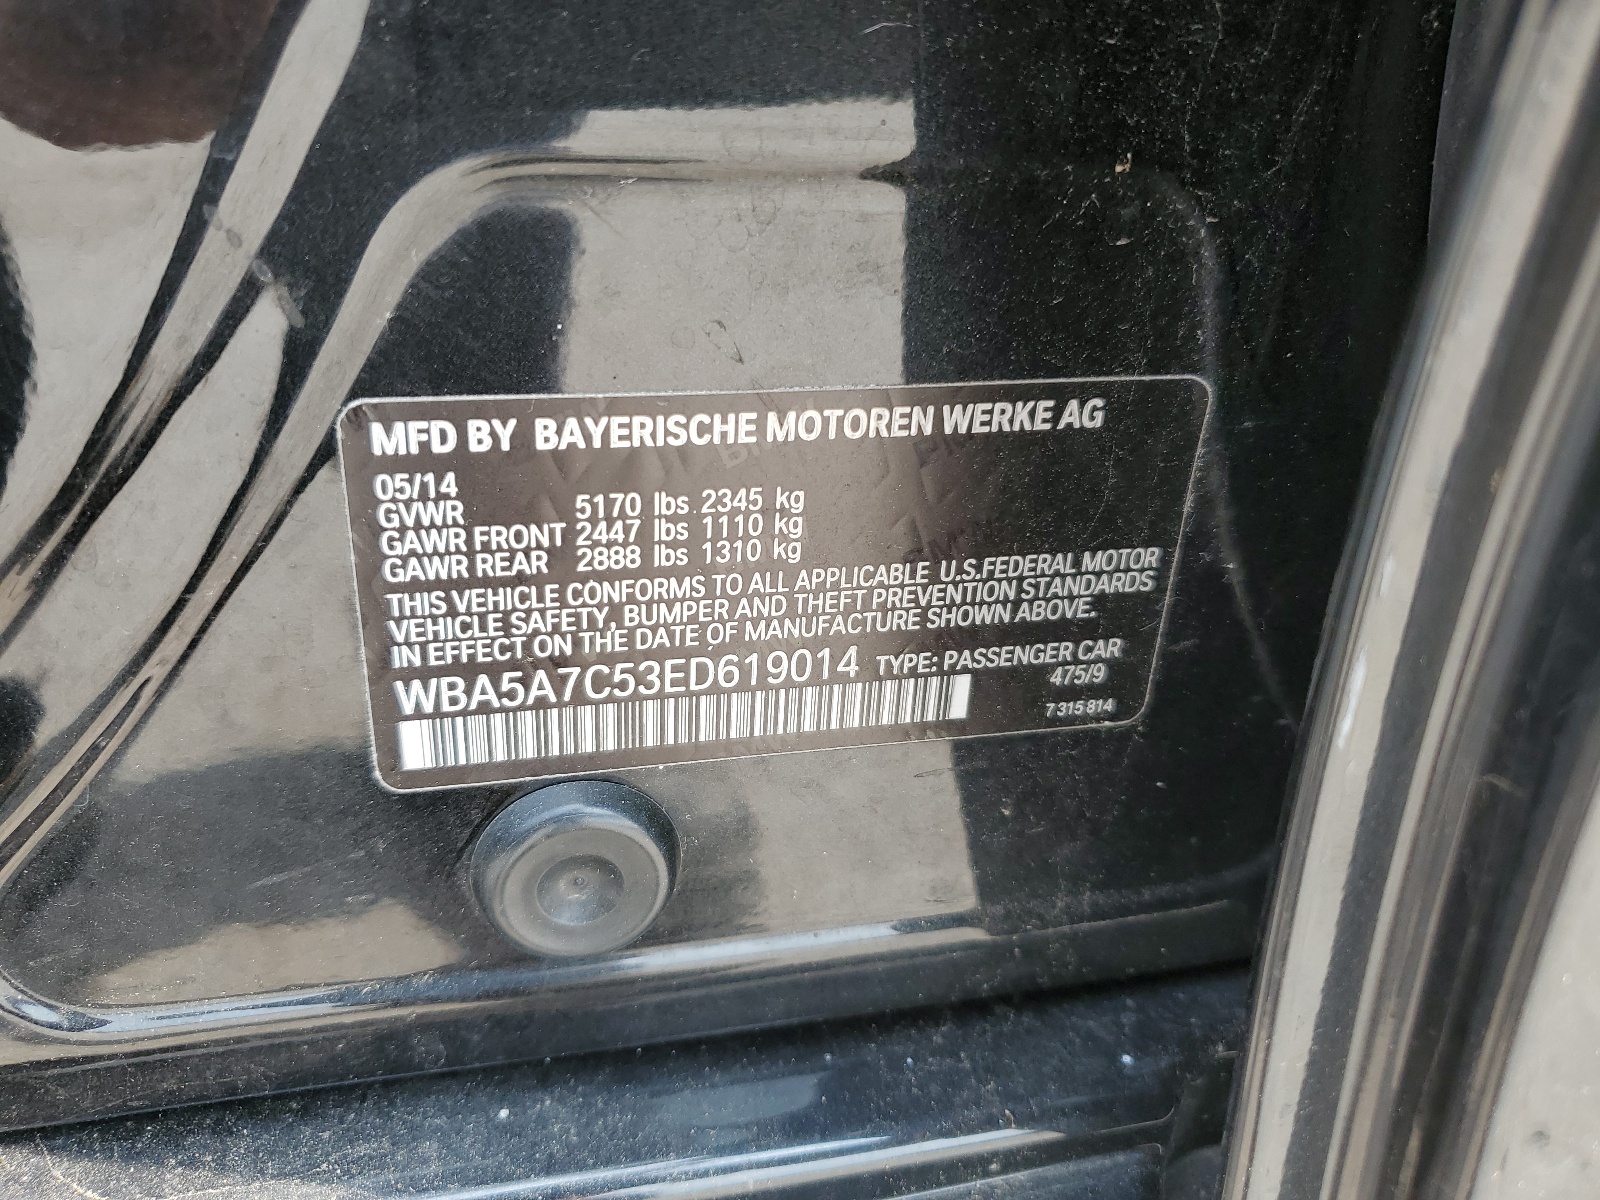 MFD BY BAYERISCHE MOTOREN WERKE AG
05/14
GVWR 5170 lbs 2345 kg
GAWR FRONT 2447 lbs 1110 kg
GAWR REAR 2888 lbs 1310 kg
THIS VEHICLE CONFORMS TO ALL APPLICABLE U.S.FEDERAL MOTOR
VEHICLE SAFETY, BUMPER AND THEFT PREVENTION STANDARDS
IN EFFECT ON THE DATE OF MANUFACTURE SHOWN ABOVE.
WBA5A7C53ED619014 TYPE: PASSENGER CAR
475/9
7 315 814